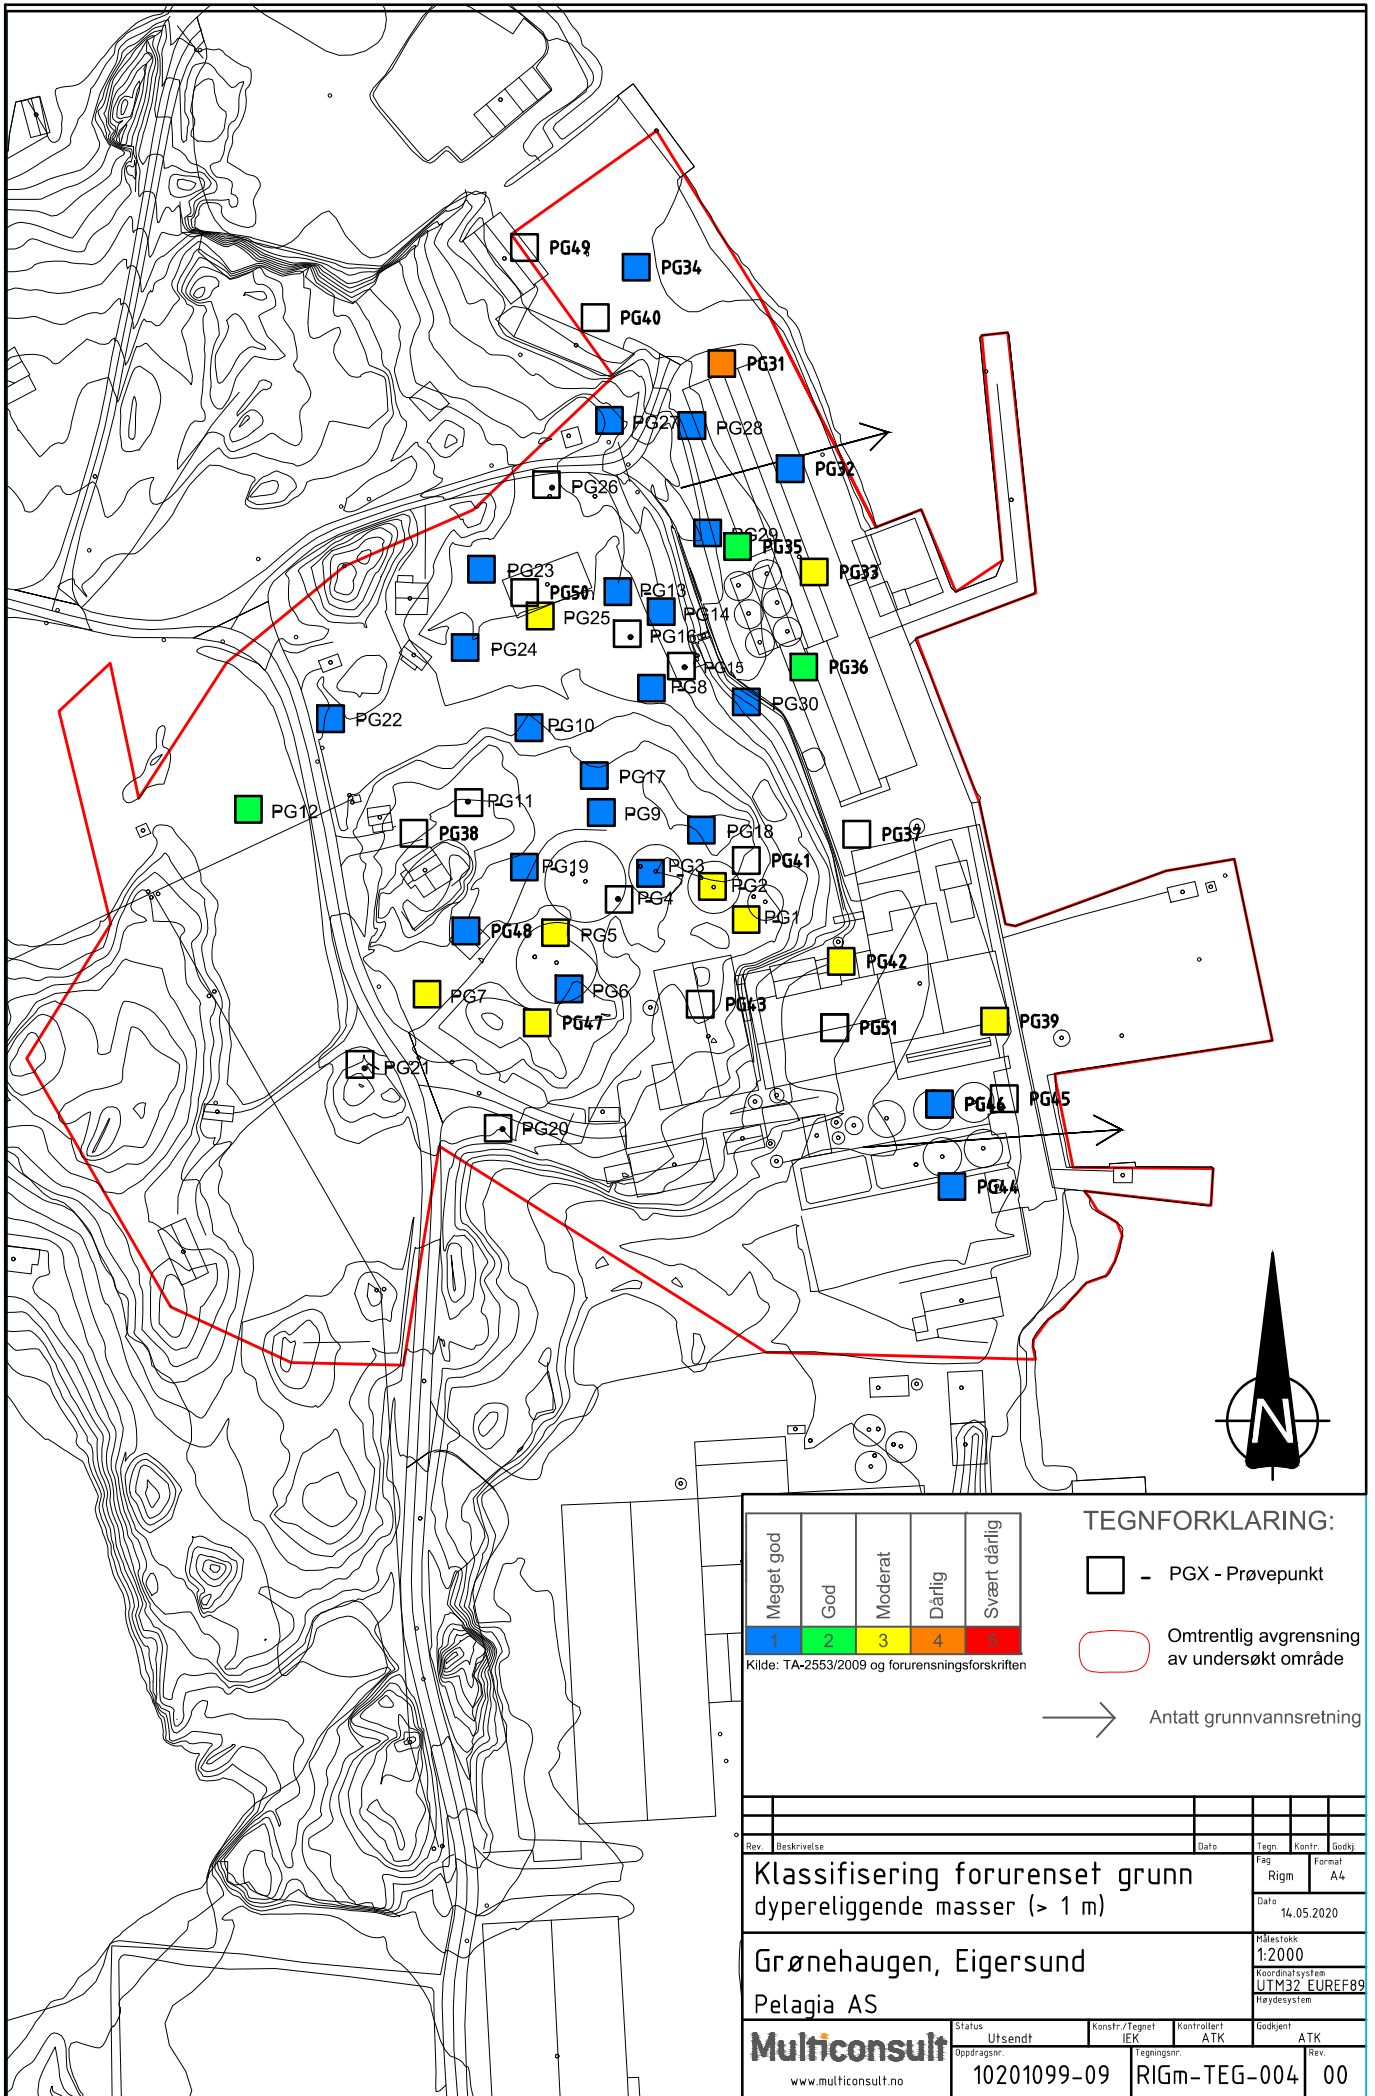 PG49
PG34
PG40
PG31
PG27
PG28
PG32
PG26
PG29
PG35
PG33
PG23
PG50
PG13
PG25
PG14
PG16
PG24
PG15
PG36
PG8
PG30
PG22
PG10
PG17
PG11
PG12
PG9
PG38
PG18
PG37
PG41
PG19
PG3
PG2
PG4
PG1
PG48
PG5
PG42
PG7
PG6
PG43
PG47
PG51
PG39
PG21
PG46
PG45
PG20
PG44
N
TEGNFORKLARING:
Meget god
God
Moderat
Dårlig
Svært dårlig
1 2 3 4 5
Kilde: TA-2553/2009 og forurensningsforskriften
- PGX - Prøvepunkt
Omtrentlig avgrensning
av undersøkt område
Antatt grunnvannsretning
Rev. Beskrivelse Dato Tegn. Kontr. Godkj.
Klassifisering forurenset grunn
dypereliggende masser (> 1 m)
Fag
Rigm
Format
A4
Dato
14.05.2020
Grønehaugen, Eigersund
Pelagia AS
Målestokk
1:2000
Koordinatsystem
UTM32 EUREF89
Høydesystem
Multiconsult
www.multiconsult.no
Status
Utsendt
Konstr./Tegnet
IEK
Kontrollert
ATK
Godkjent
ATK
Oppdragsnr.
10201099-09
Tegningsnr.
RIGm-TEG-004
Rev.
00